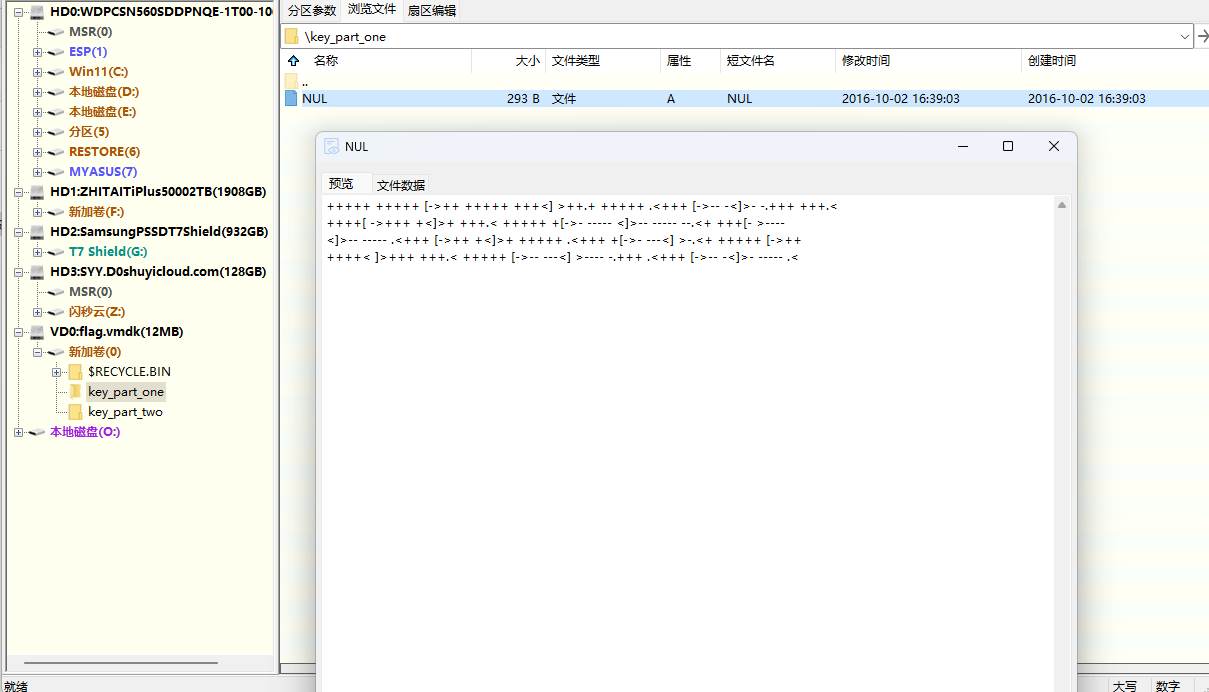 HD0:WDPCSN560SDDPNQE-1T00-10
MSR(0)
ESP(1)
Win11(C:)
本地磁盘(D:)
本地磁盘(E:)
分区(5)
RESTORE(6)
MYASUS(7)
HD1:ZHITAITiPlus50002TB(1908GB)
新加卷(F:)
HD2:SamsungPSSDT7Shield(932GB)
T7 Shield(G:)
HD3:SYY.D0shuyicloud.com(128GB)
MSR(0)
闪秒云(Z:)
VD0:flag.vmdk(12MB)
新加卷(0)
$RECYCLE.BIN
key_part_one
key_part_two
本地磁盘(O:)
就绪
分区参数 浏览文件 扇区编辑
\key_part_one
名称 大小 文件类型 属性 短文件名 修改时间 创建时间
..
NUL 293 B 文件 A NUL 2016-10-02 16:39:03 2016-10-02 16:39:03
NUL
预览 文件数据
+++++ +++++ [->++ +++++ +++<] >++.+ +++++ .<+++ [->-- -<]>- -.+++ +++.<
++++[ ->+++ +<]>+ +++.< +++++ +[->- ----- <]>-- ----- --.<+ +++[- >----
<]>-- ----- .<+++ [->++ +<]>+ +++++ .<+++ +[->- ---<] >-.<+ +++++ [->++
++++< ]>+++ +++.< +++++ [->-- ---<] >---- -.+++ .<+++ [->-- -<]>- ----- .<
大写 数字